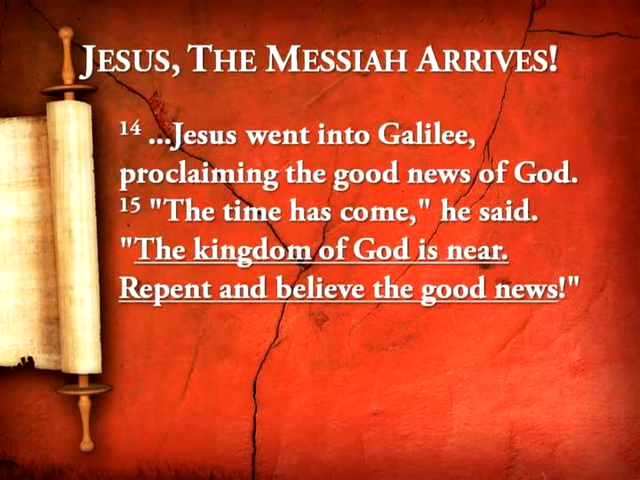 JESUS, THE MESSIAH ARRIVES!
14 ...Jesus went into Galilee,
proclaiming the good news of God.
15 "The time has come," he said.
"The kingdom of God is near.
Repent and believe the good news!"